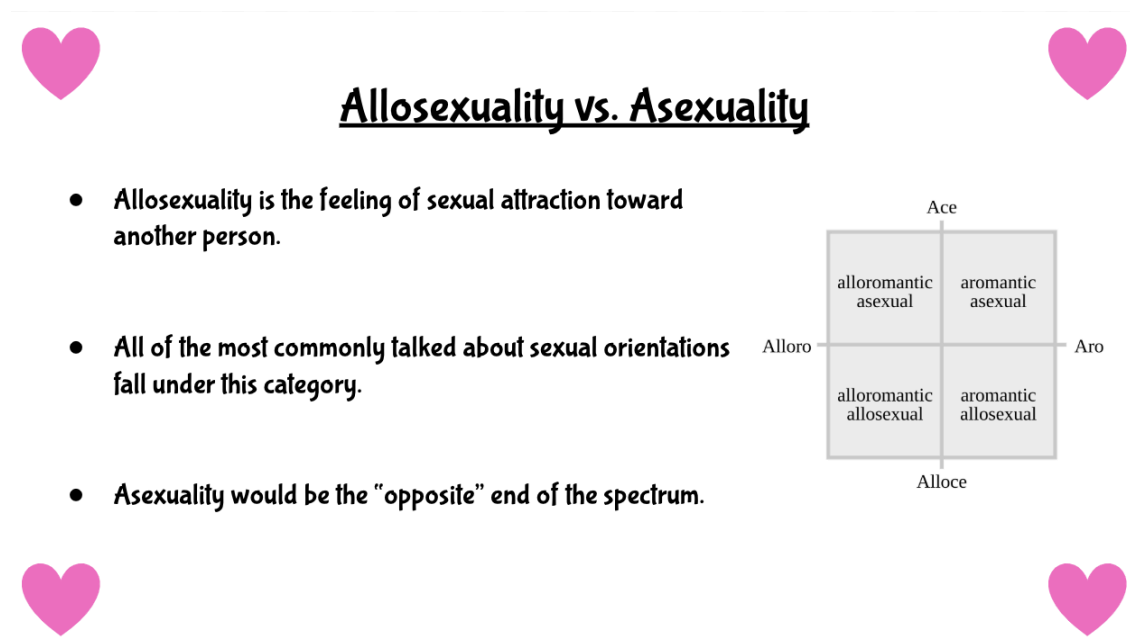 Allosexuality vs. Asexuality
● Allosexuality is the feeling of sexual attraction toward
another person.
● All of the most commonly talked about sexual orientations
fall under this category.
● Asexuality would be the “opposite” end of the spectrum.
Ace
alloromantic
asexual
aromantic
asexual
Alloro
Aro
alloromantic
allosexual
aromantic
allosexual
Alloce